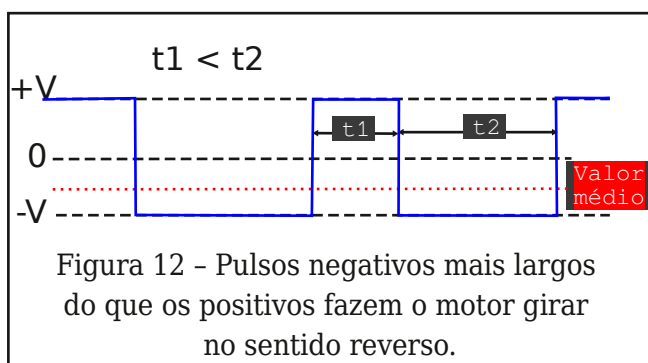 t1 < t2
+V
t1
t2
0
Valor
médio
-V
Figura 12 – Pulsos negativos mais largos
do que os positivos fazem o motor girar
no sentido reverso.